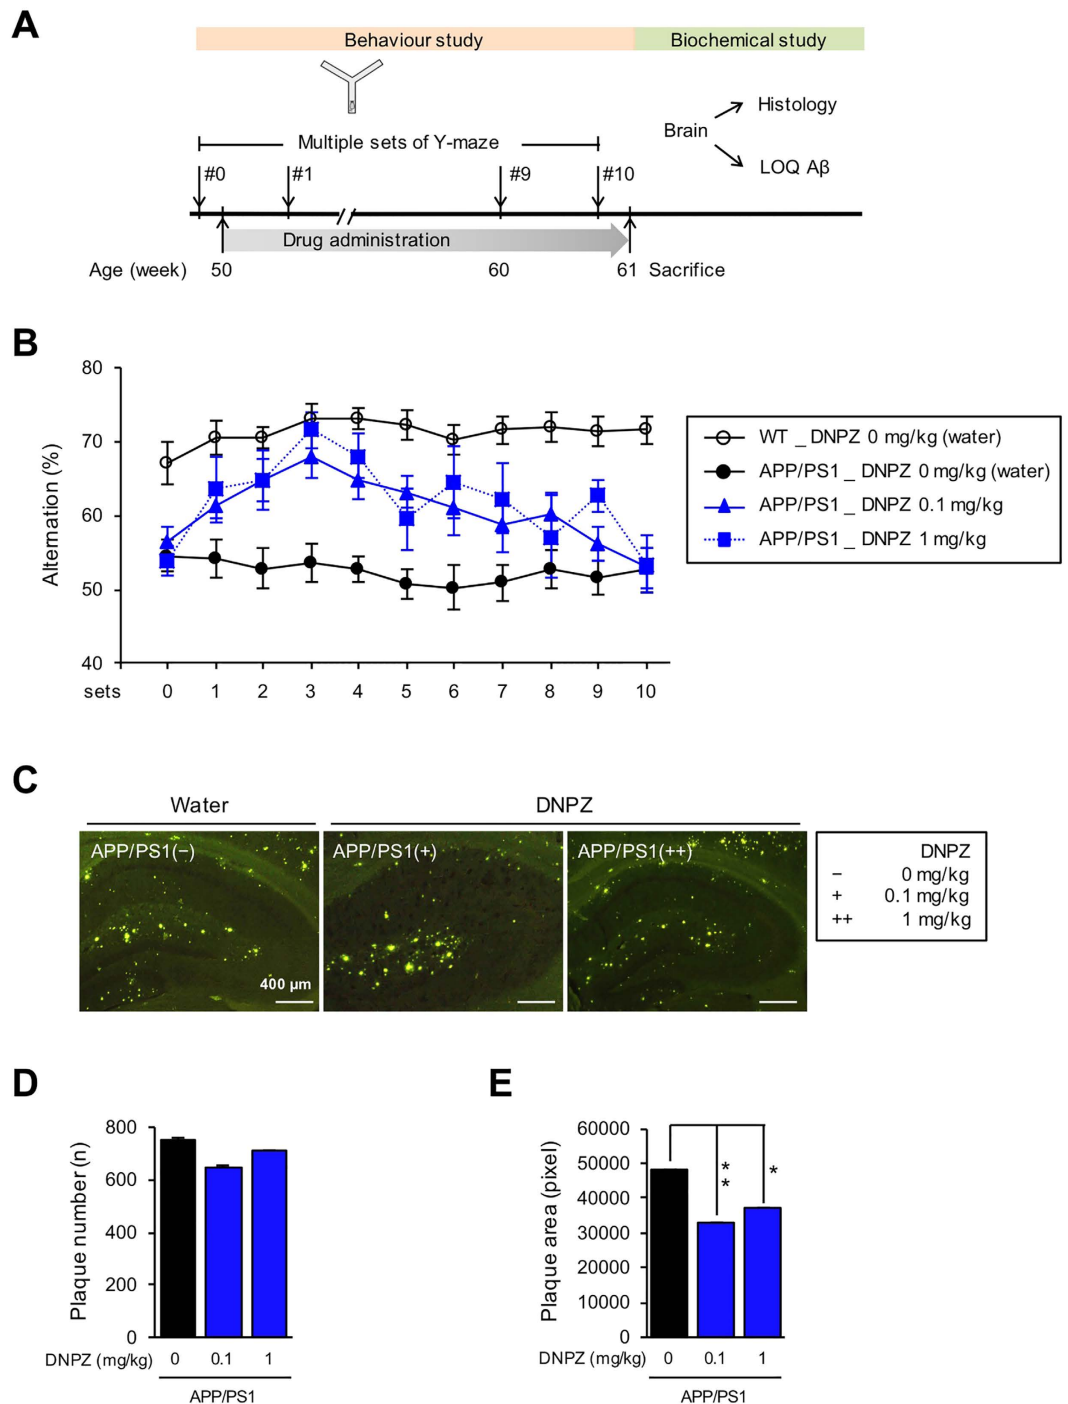 A
Behaviour study
Biochemical study
Histology
Brain
Multiple sets of Y-maze
LOQ Aβ
#0
#1
#9
#10
Drug administration
Age (week)
50
60
61
Sacrifice
B
80
70
60
50
40
Alternation (%)
sets
0
1
2
3
4
5
6
7
8
9
10
WT _ DNPZ 0 mg/kg (water)
APP/PS1 _ DNPZ 0 mg/kg (water)
APP/PS1 _ DNPZ 0.1 mg/kg
APP/PS1 _ DNPZ 1 mg/kg
C
Water
DNPZ
APP/PS1(−)
APP/PS1(+)
APP/PS1(++)
400 µm
DNPZ
− 0 mg/kg
+ 0.1 mg/kg
++ 1 mg/kg
D
800
600
400
200
0
Plaque number (n)
DNPZ (mg/kg)
0
0.1
1
APP/PS1
E
60000
50000
40000
30000
20000
10000
0
Plaque area (pixel)
**
*
DNPZ (mg/kg)
0
0.1
1
APP/PS1